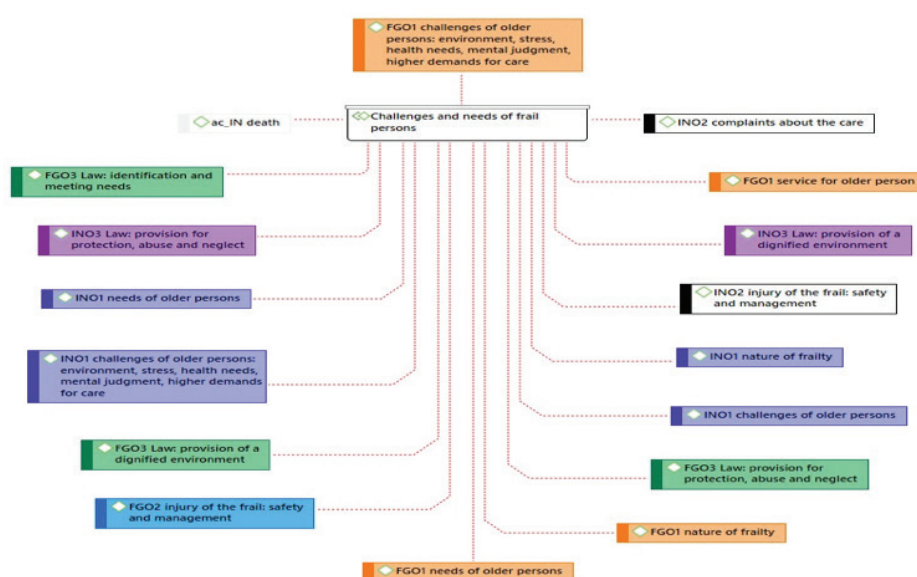 FGO1 challenges of older
persons: environment, stress,
health needs, mental judgment,
higher demands for care
ac_IN death
Challenges and needs of frail
persons
INO2 complaints about the care
FGO3 Law: identification and
meeting needs
FGO1 service for older person
INO3 Law: provision for
protection, abuse and neglect
INO3 Law: provision of a
dignified environment
INO1 needs of older persons
INO2 injury of the frail: safety
and management
INO1 challenges of older persons:
environment, stress, health needs,
mental judgment, higher demands
for care
INO1 nature of frailty
INO1 challenges of older persons
FGO3 Law: provision of a
dignified environment
FGO3 Law: provision for
protection, abuse and neglect
FGO2 injury of the frail: safety
and management
FGO1 nature of frailty
FGO1 needs of older persons